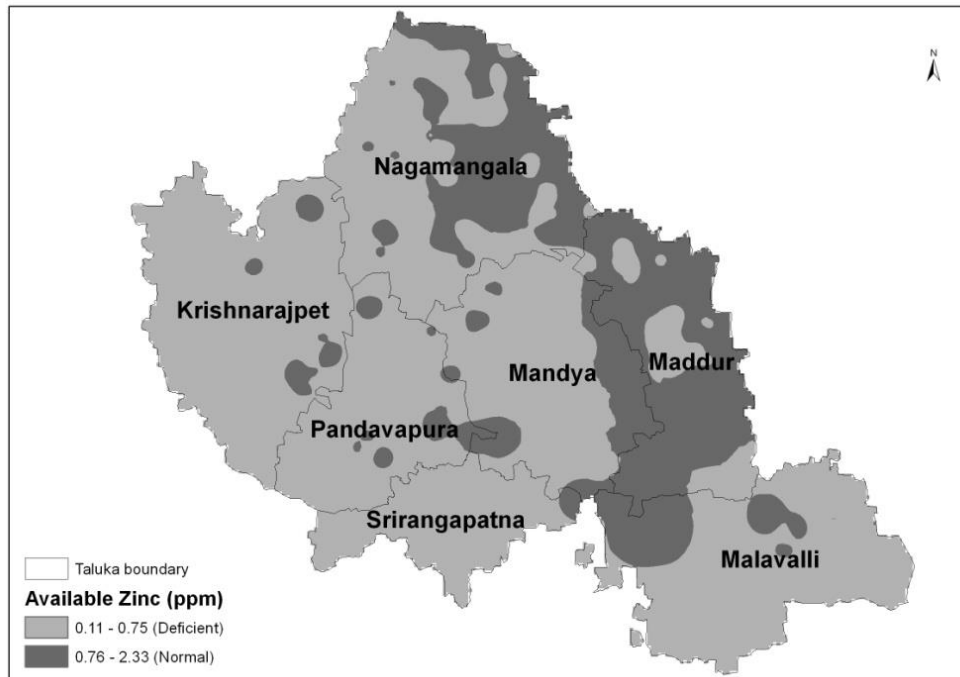 N
Nagamangala
Krishnarajpet
Mandya
Maddur
Pandavapura
Srirangapatna
Malavalli
Taluka boundary
Available Zinc (ppm)
0.11 - 0.75 (Deficient)
0.76 - 2.33 (Normal)